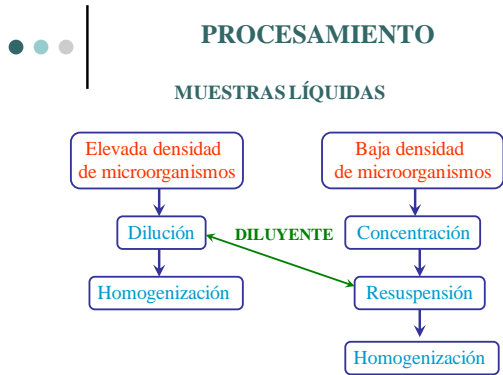 PROCESAMIENTO
MUESTRAS LÍQUIDAS
Elevada densidad
de microorganismos
Baja densidad
de microorganismos
Dilución
DILUYENTE
Concentración
Homogenización
Resuspensión
Homogenización